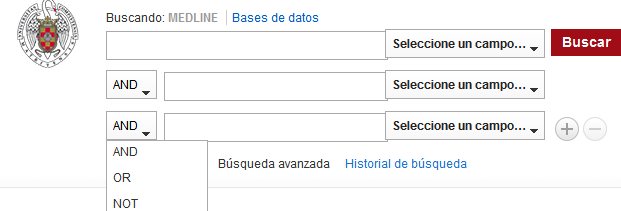 Buscando: MEDLINE Bases de datos
Seleccione un campo... Buscar
AND Seleccione un campo...
AND Seleccione un campo...
AND
Búsqueda avanzada Historial de búsqueda
OR
NOT